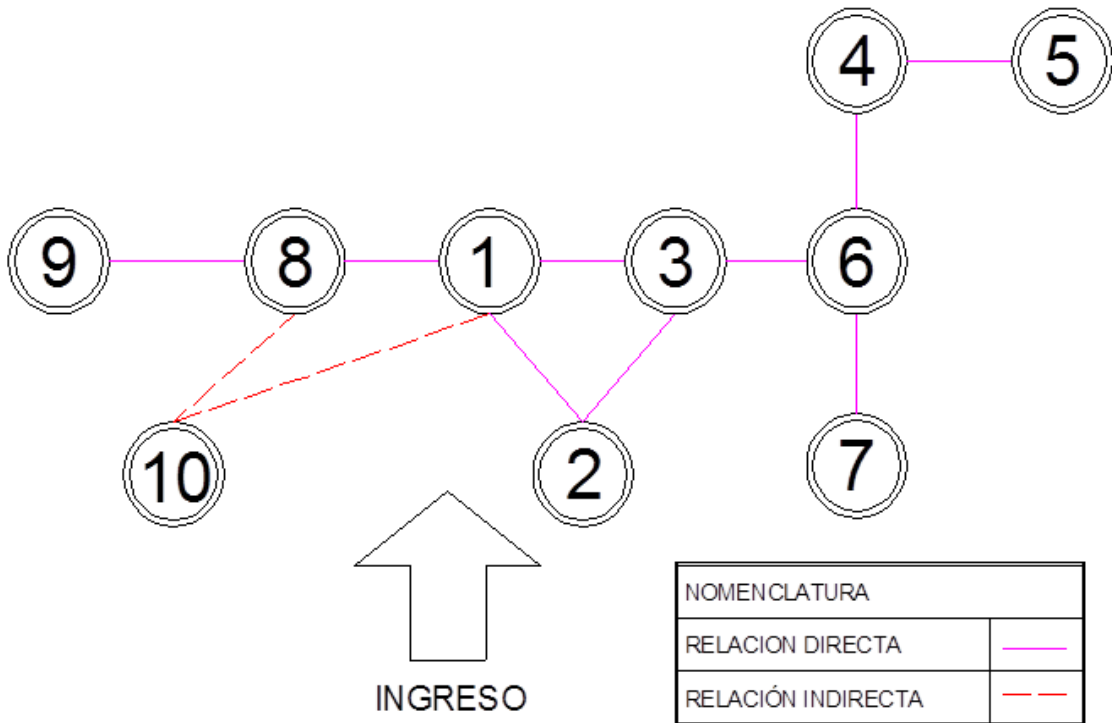 4 5
9 8 1 3 6
10 2 7
INGRESO
NOMENCLATURA
RELACION DIRECTA
RELACIÓN INDIRECTA